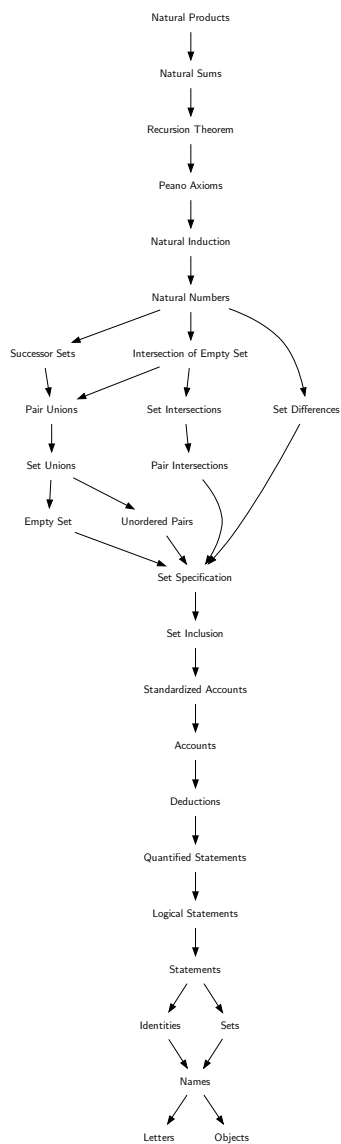 Natural Products
Natural Sums
Recursion Theorem
Peano Axioms
Natural Induction
Natural Numbers
Successor Sets
Intersection of Empty Set
Pair Unions
Set Intersections
Set Differences
Set Unions
Pair Intersections
Empty Set
Unordered Pairs
Set Specification
Set Inclusion
Standardized Accounts
Accounts
Deductions
Quantified Statements
Logical Statements
Statements
Identities
Sets
Names
Letters
Objects